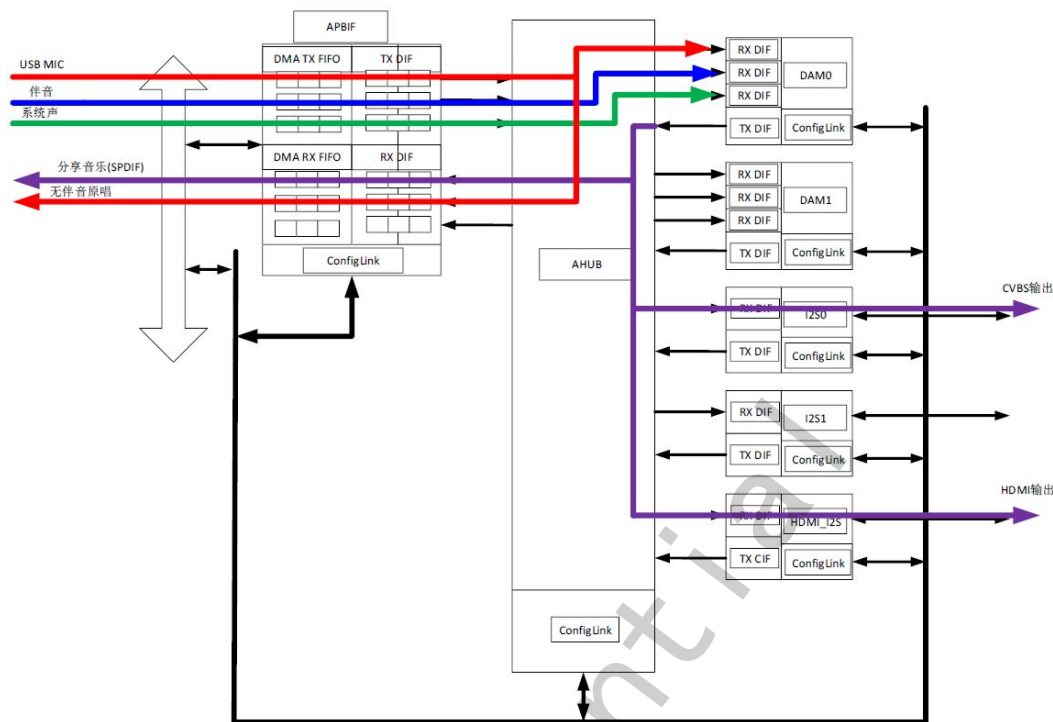 APBIF
DMA TX FIFO
TX DIF
USB MIC
伴音
系统声
DMA RX FIFO
RX DIF
分享音乐(SPDIF)
无伴音原唱
ConfigLink
AHUB
ConfigLink
RX DIF
RX DIF
DAM0
RX DIF
TX DIF
ConfigLink
RX DIF
RX DIF
DAM1
RX DIF
TX DIF
ConfigLink
CVBS输出
RX DIF
I2S0
TX DIF
ConfigLink
RX DIF
I2S1
TX DIF
ConfigLink
HDMI输出
RX DIF
HDMI_I2S
TX CIF
ConfigLink
ntial